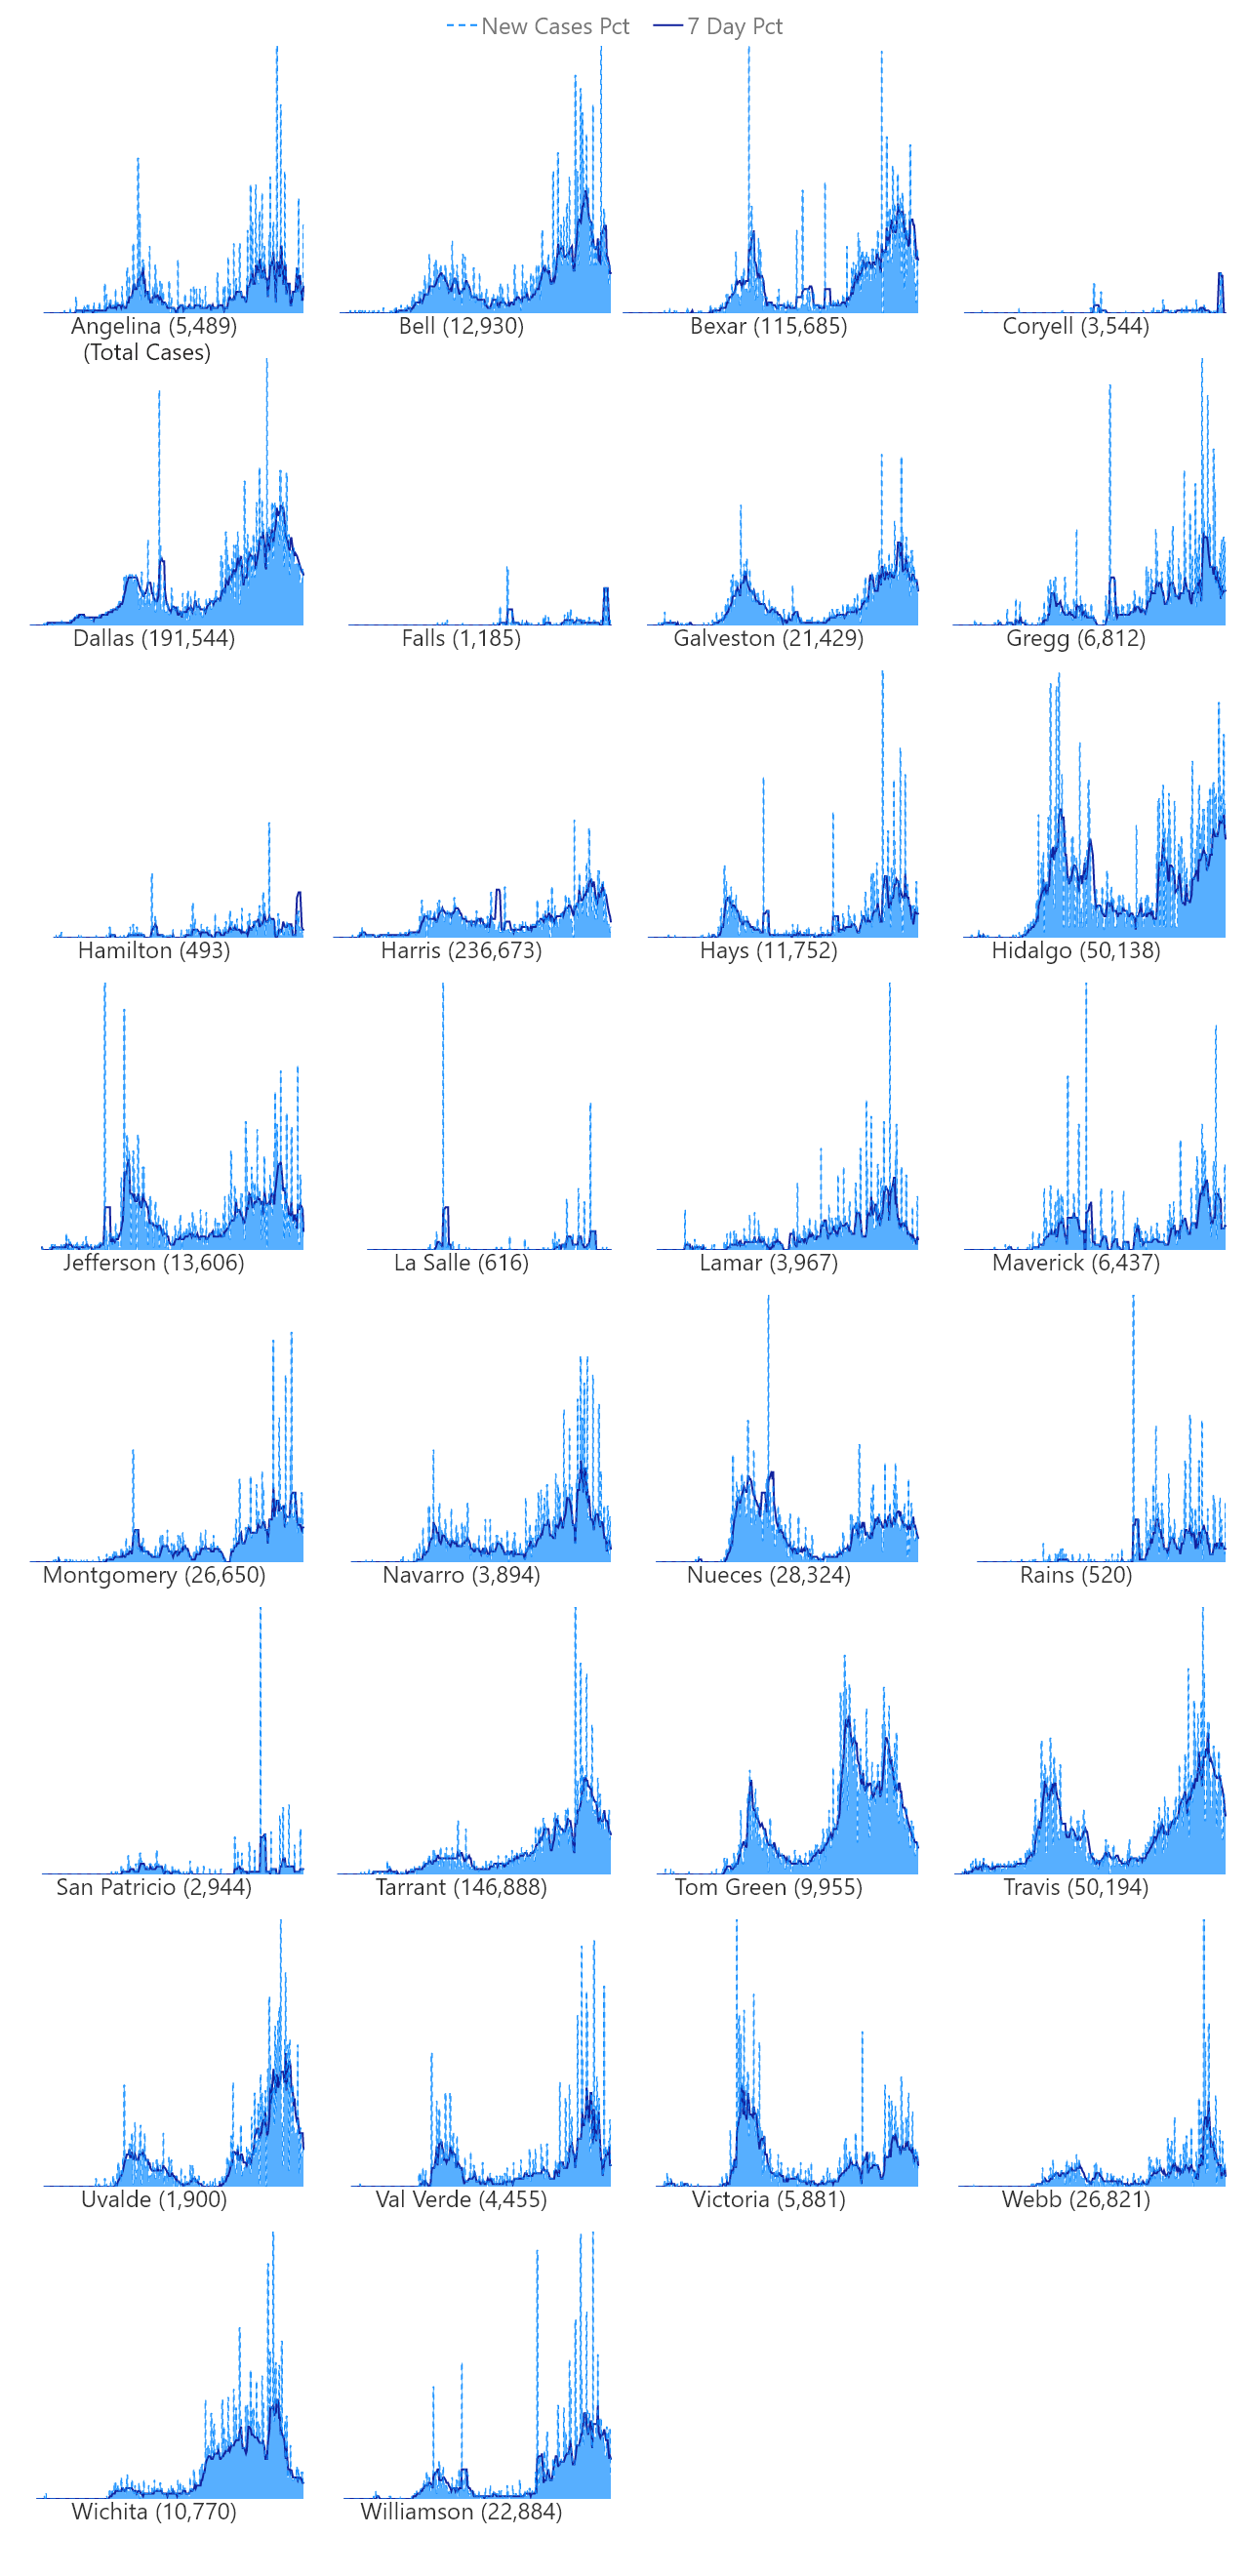 New Cases Pct 7 Day Pct
Angelina (5,489) Bell (12,930) Bexar (115,685) Coryell (3,544)
(Total Cases)
Dallas (191,544) Falls (1,185) Galveston (21,429) Gregg (6,812)
Hamilton (493) Harris (236,673) Hays (11,752) Hidalgo (50,138)
Jefferson (13,606) La Salle (616) Lamar (3,967) Maverick (6,437)
Montgomery (26,650) Navarro (3,894) Nueces (28,324) Rains (520)
San Patricio (2,944) Tarrant (146,888) Tom Green (9,955) Travis (50,194)
Uvalde (1,900) Val Verde (4,455) Victoria (5,881) Webb (26,821)
Wichita (10,770) Williamson (22,884)